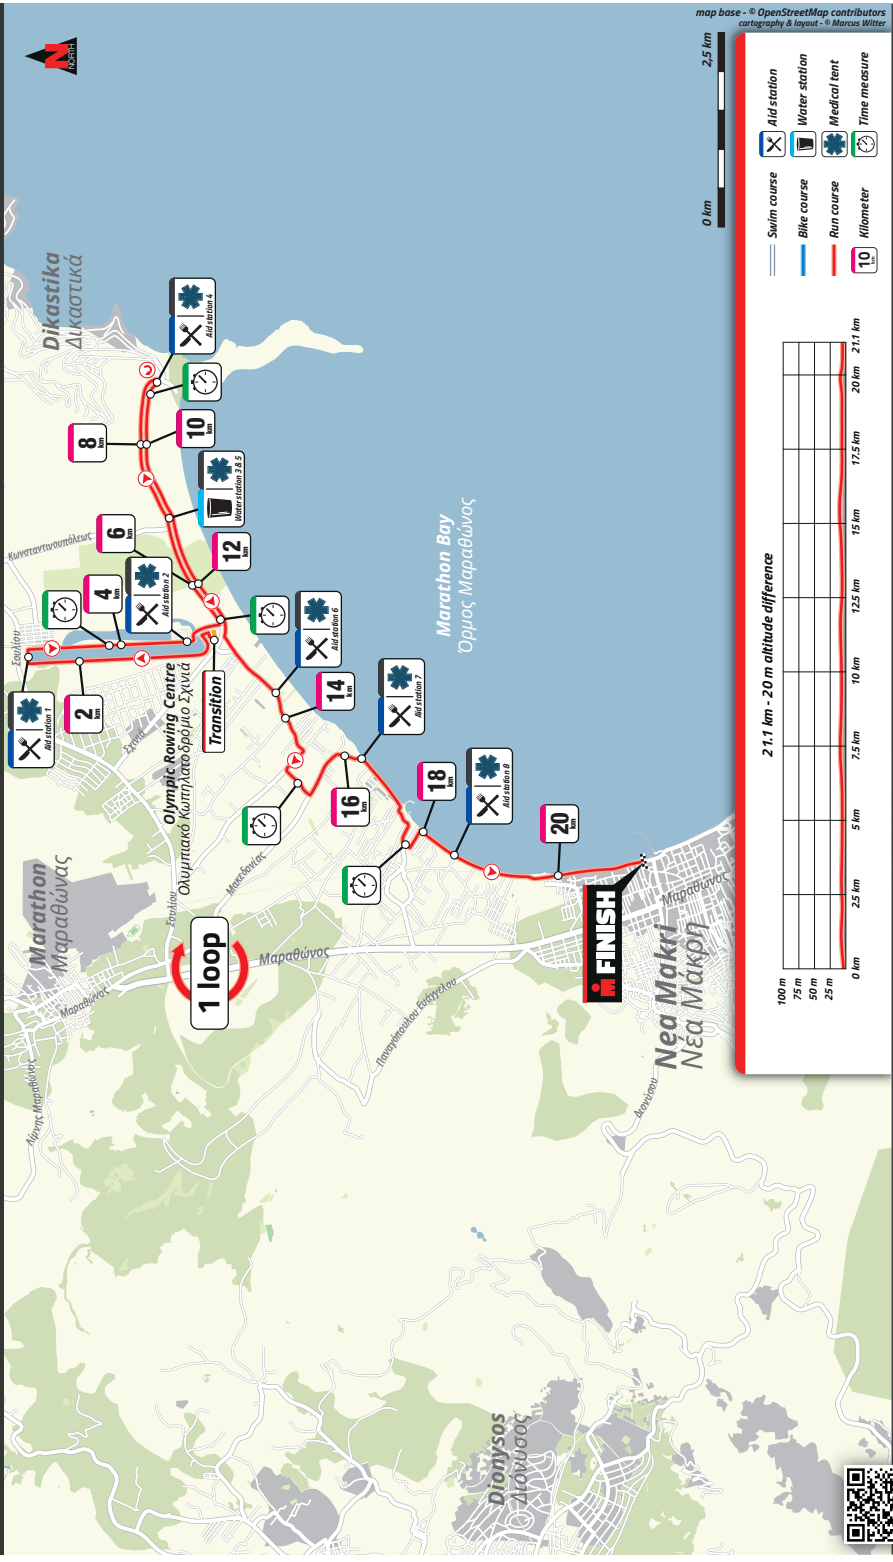 map base - © OpenStreetMap contributors
cartography & layout - © Marcus Witter
N
NORTH
Dikastika
Δικαστικά
Aid station 4
8
km
10
km
Water station 3 & 5
Κωνσταντινουπόλεως
6
km
12
km
4
km
Aid station 2
Σουλίου
Aid station 1
2
km
Transition
Olympic Rowing Centre
Ολυμπιακό Κωπηλατοδρόμιο Σχινιά
Σχινιά
Aid station 6
14
km
Aid station 7
16
km
18
km
Aid station 8
20
km
FINISH
Marathon Bay
Όρμος Μαραθώνος
Marathon
Μαραθώνας
Σουλίου
Μακεδονίας
1 loop
Μαραθώνος
Μαραθώνος
Λίμνης Μαραθώνος
Παναγοπούλου Ευάγγελου
Μαραθώνος
Nea Makri
Νέα Μάκρη
Διονύσου
Dionysos
Διόνυσος
0 km
2,5 km
Swim course
Bike course
Run course
10
km
Kilometer
Aid station
Water station
Medical tent
Time measure
21.1 km - 20 m altitude difference
100 m
75 m
50 m
25 m
0 km
2.5 km
5 km
7.5 km
10 km
12.5 km
15 km
17.5 km
20 km
21.1 km